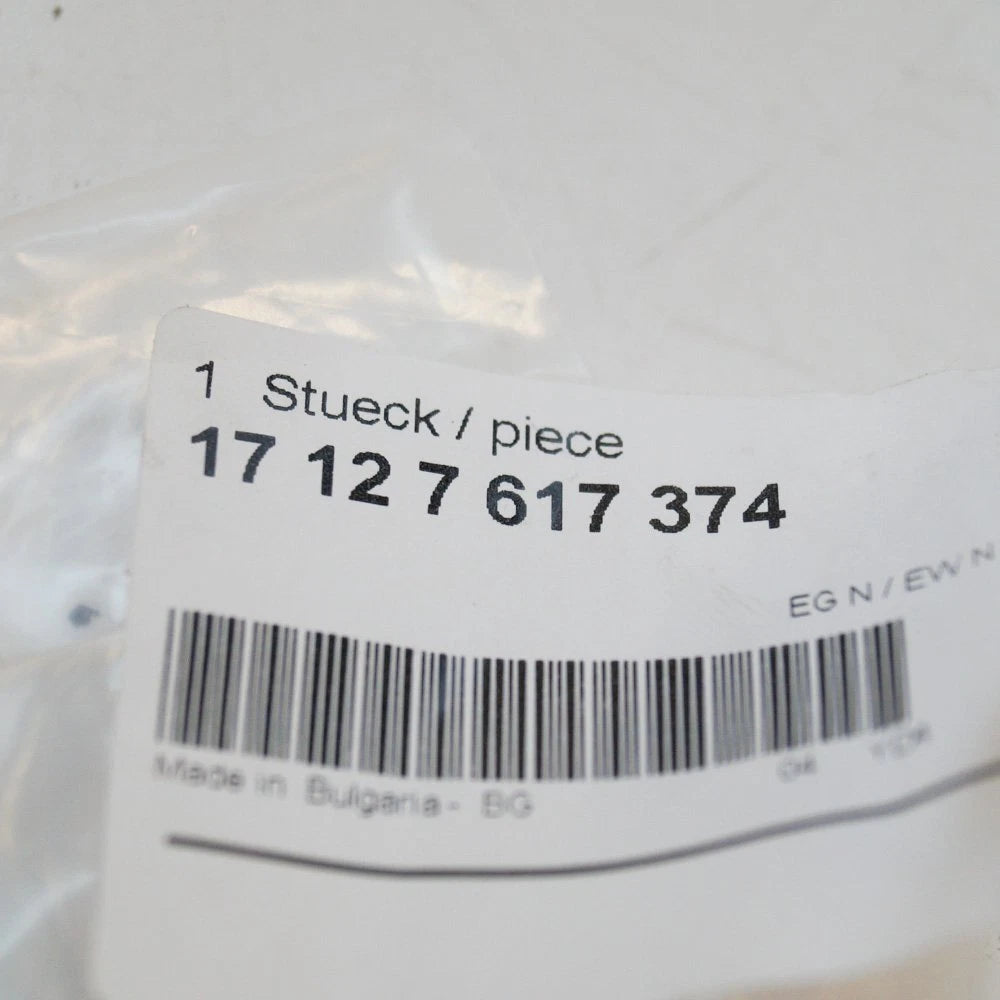 1 Stueck / piece
17 12 7 617 374
EG N / EW N
Made in Bulgaria - BG